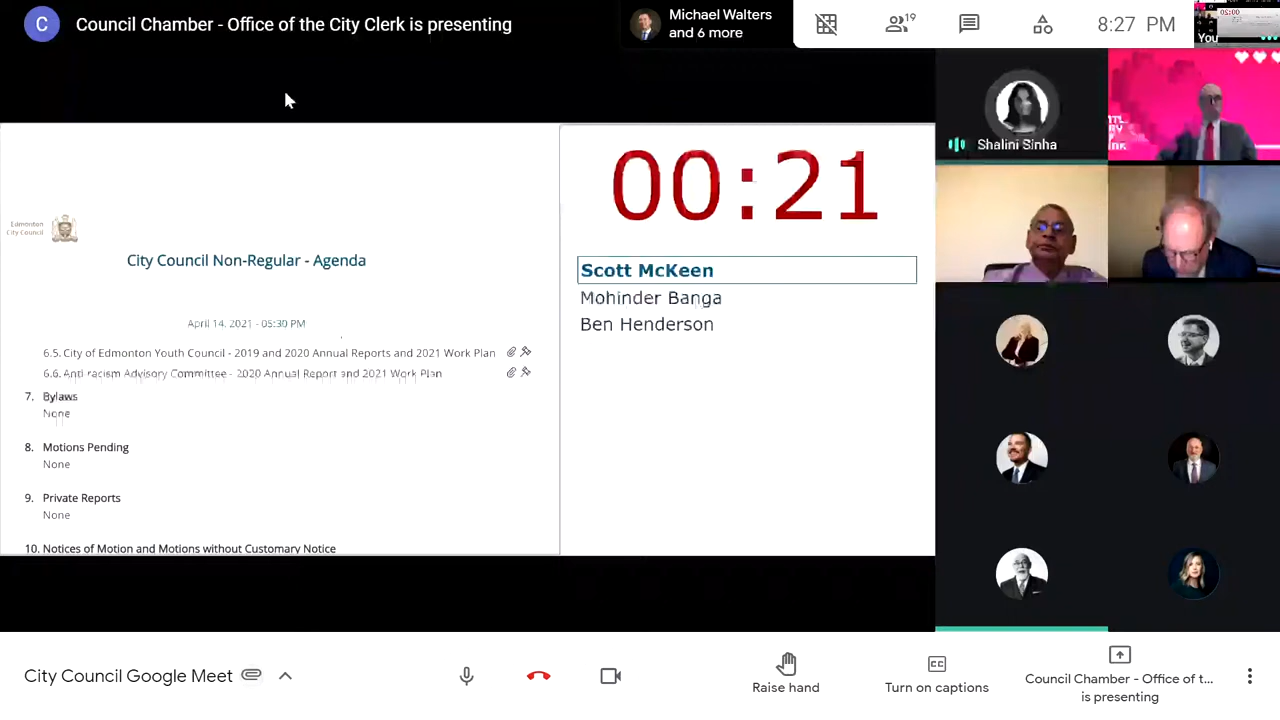 C Council Chamber - Office of the City Clerk is presenting
Michael Walters
and 6 more
19
8:27 PM
You
Shalini Sinha
Edmonton
City Council
City Council Non-Regular - Agenda
April 14, 2021 - 05:30 PM
6.5. City of Edmonton Youth Council - 2019 and 2020 Annual Reports and 2021 Work Plan
6.6. Anti-racism Advisory Committee - 2020 Annual Report and 2021 Work Plan
7. Bylaws
None
8. Motions Pending
None
9. Private Reports
None
10. Notices of Motion and Motions without Customary Notice
00:21
Scott McKeen
Mohinder Banga
Ben Henderson
City Council Google Meet
Raise hand
Turn on captions
Council Chamber - Office of t...
is presenting